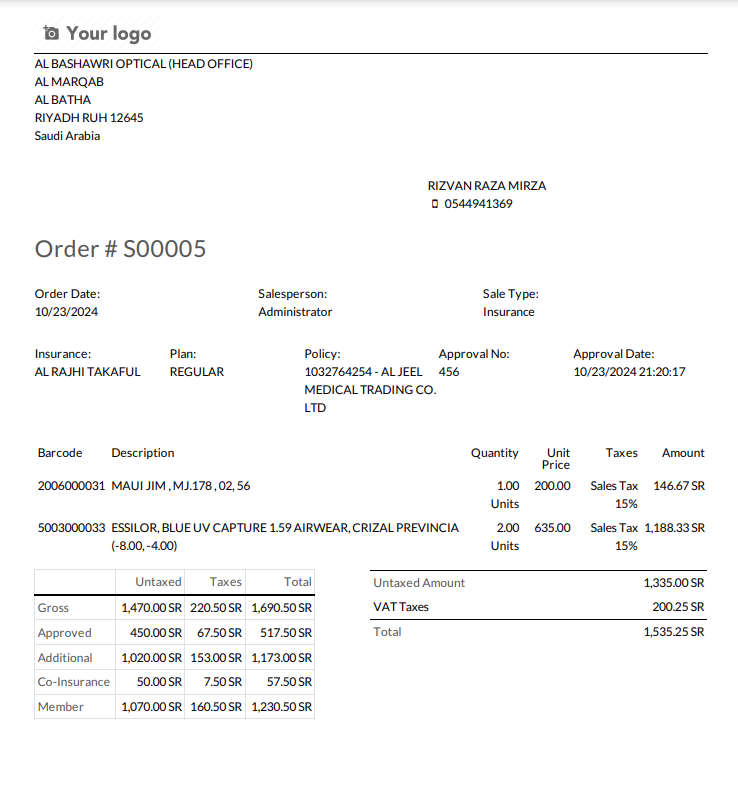 Your logo
AL BASHAWRI OPTICAL (HEAD OFFICE)
AL MARQAB
AL BATHA
RIYADH RUH 12645
Saudi Arabia
RIZVAN RAZA MIRZA
0544941369
Order # S00005
Order Date: Salesperson: Sale Type:
10/23/2024 Administrator Insurance
Insurance: Plan: Policy: Approval No: Approval Date:
AL RAJHI TAKAFUL REGULAR 1032764254 - AL JEEL 456 10/23/2024 21:20:17
MEDICAL TRADING CO.
LTD
Barcode Description Quantity Unit Taxes Amount
Price
2006000031 MAUI JIM , MJ.178 , 02, 56 1.00 200.00 Sales Tax 146.67 SR
Units 15%
5003000033 ESSILOR, BLUE UV CAPTURE 1.59 AIRWEAR, CRIZAL PREVINCIA 2.00 635.00 Sales Tax 1,188.33 SR
(-8.00, -4.00) Units 15%
Untaxed Taxes Total
Gross 1,470.00 SR 220.50 SR 1,690.50 SR
Approved 450.00 SR 67.50 SR 517.50 SR
Additional 1,020.00 SR 153.00 SR 1,173.00 SR
Co-Insurance 50.00 SR 7.50 SR 57.50 SR
Member 1,070.00 SR 160.50 SR 1,230.50 SR
Untaxed Amount 1,335.00 SR
VAT Taxes 200.25 SR
Total 1,535.25 SR